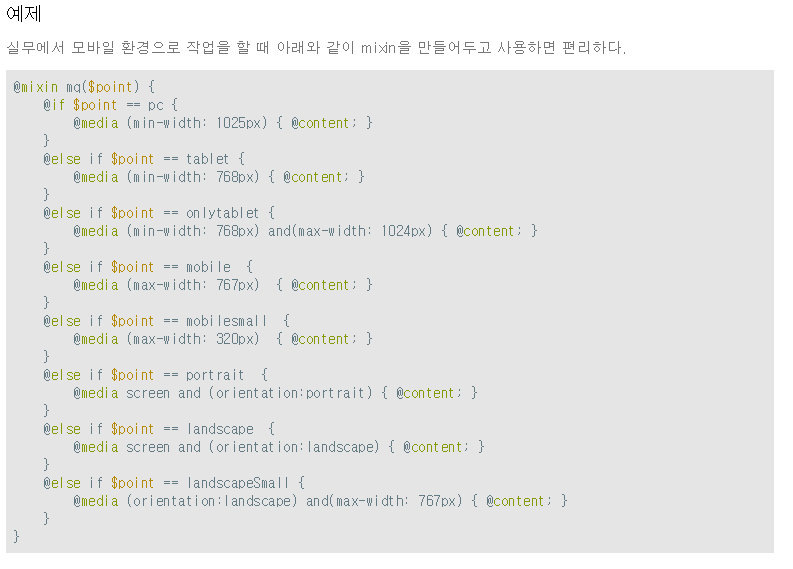 예제
실무에서 모바일 환경으로 작업을 할 때 아래와 같이 mixin을 만들어두고 사용하면 편리하다.
@mixin mq($point) {
    @if $point == pc {
        @media (min-width: 1025px) { @content; }
    }
    @else if $point == tablet {
        @media (min-width: 768px) { @content; }
    }
    @else if $point == onlytablet {
        @media (min-width: 768px) and(max-width: 1024px) { @content; }
    }
    @else if $point == mobile  {
        @media (max-width: 767px)  { @content; }
    }
    @else if $point == mobilesmall  {
        @media (max-width: 320px)  { @content; }
    }
    @else if $point == portrait  {
        @media screen and (orientation:portrait) { @content; }
    }
    @else if $point == landscape  {
        @media screen and (orientation:landscape) { @content; }
    }
    @else if $point == landscapeSmall {
        @media (orientation:landscape) and(max-width: 767px) { @content; }
    }
}